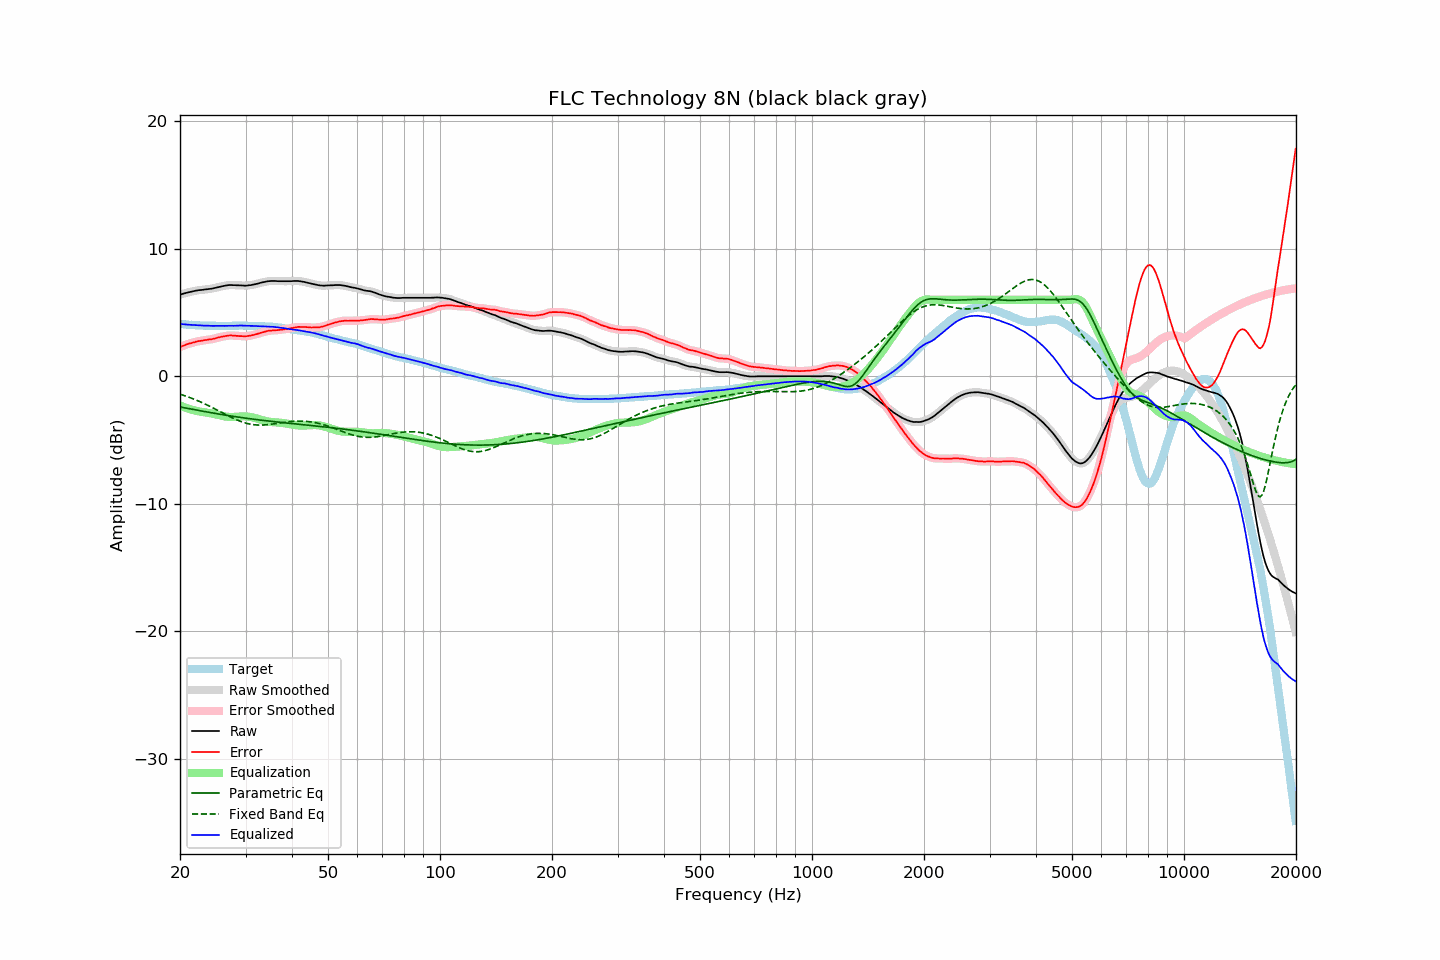 FLC Technology 8N (black black gray)
20
10
0
−10
−20
−30
Amplitude (dBr)
Target
Raw Smoothed
Error Smoothed
Raw
Error
Equalization
Parametric Eq
Fixed Band Eq
Equalized
20 50 100 200 500 1000 2000 5000 10000 20000
Frequency (Hz)